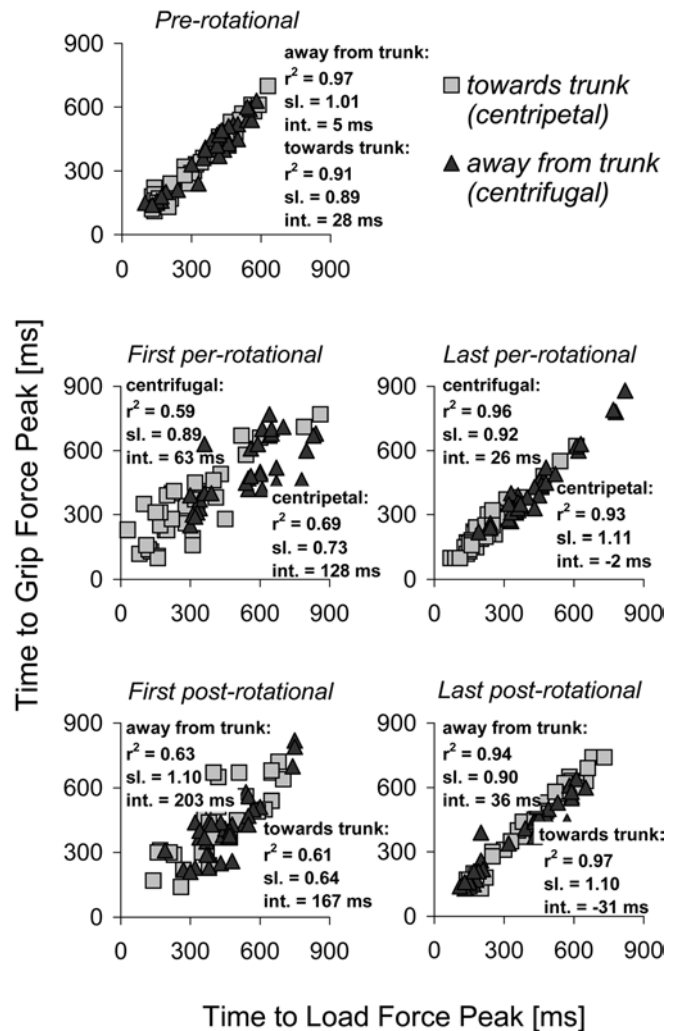 Pre-rotational
900
600
300
0
0 300 600 900
away from trunk:
r² = 0.97
sl. = 1.01
int. = 5 ms
towards trunk:
r² = 0.91
sl. = 0.89
int. = 28 ms
towards trunk
(centripetal)
away from trunk
(centrifugal)
Time to Grip Force Peak [ms]
First per-rotational
900
600
300
0
0 300 600 900
centrifugal:
r² = 0.59
sl. = 0.89
int. = 63 ms
centripetal:
r² = 0.69
sl. = 0.73
int. = 128 ms
Last per-rotational
900
600
300
0
0 300 600 900
centrifugal:
r² = 0.96
sl. = 0.92
int. = 26 ms
centripetal:
r² = 0.93
sl. = 1.11
int. = -2 ms
First post-rotational
900
600
300
0
0 300 600 900
away from trunk:
r² = 0.63
sl. = 1.10
int. = 203 ms
towards trunk:
r² = 0.61
sl. = 0.64
int. = 167 ms
Last post-rotational
900
600
300
0
0 300 600 900
away from trunk:
r² = 0.94
sl. = 0.90
int. = 36 ms
towards trunk:
r² = 0.97
sl. = 1.10
int. = -31 ms
Time to Load Force Peak [ms]